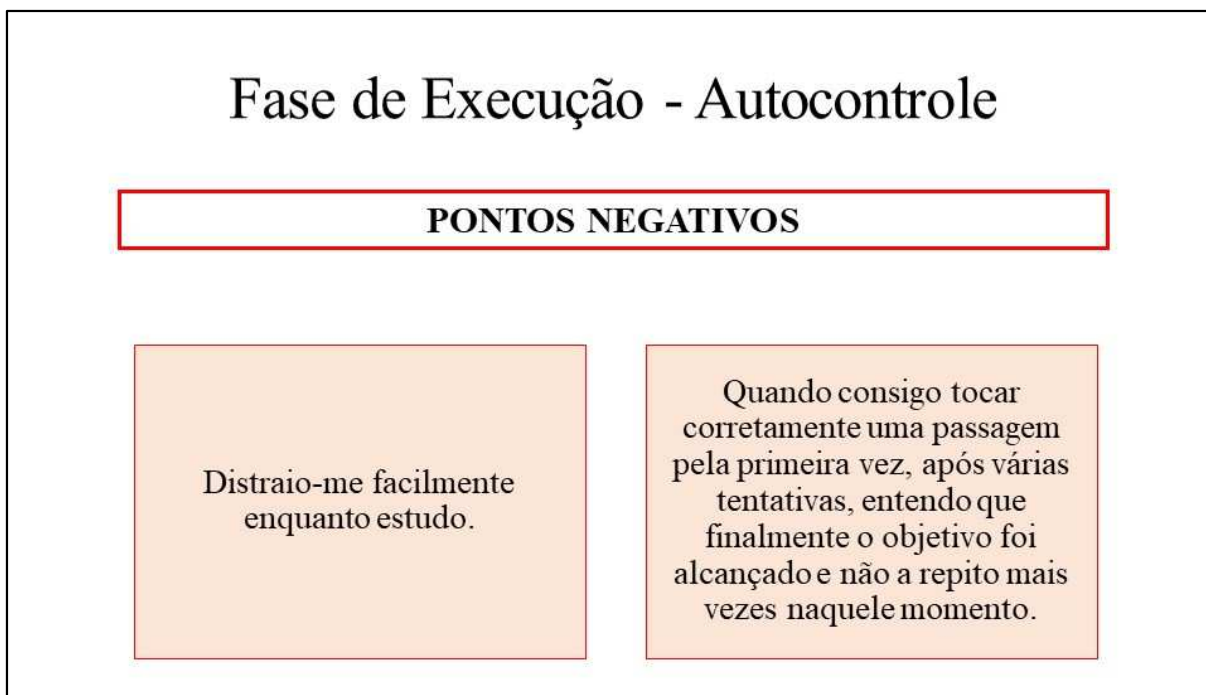 Fase de Execução - Autocontrole
PONTOS NEGATIVOS
Distraio-me facilmente
enquanto estudo.
Quando consigo tocar
corretamente uma passagem
pela primeira vez, após várias
tentativas, entendo que
finalmente o objetivo foi
alcançado e não a repito mais
vezes naquele momento.